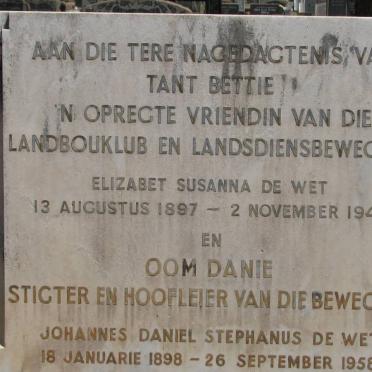 AAN DIE TERE NAGEDAGTENIS VA
TANT BETTIE
'N OPREGTE VRIENDIN VAN DIE
LANDBOUKLUB EN LANDSDIENSBEWEG
ELIZABET SUSANNA DE WET
13 AUGUSTUS 1897 – 2 NOVEMBER 194
EN
OOM DANIE
STIGTER EN HOOFLEIER VAN DIE BEWEG
JOHANNES DANIEL STEPHANUS DE WET
18 JANUARIE 1898 - 26 SEPTEMBER 1958